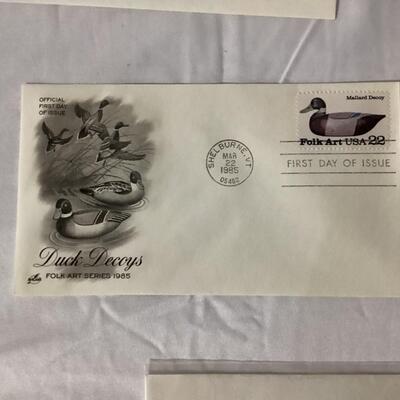 OFFICIAL
FIRST DAY
OF ISSUE
Mallard Decoy
Folk Art USA 22
SHELBURNE, VT
MAR
22
1985
05482
FIRST DAY OF ISSUE
Duck Decoys
FOLK ART SERIES 1985